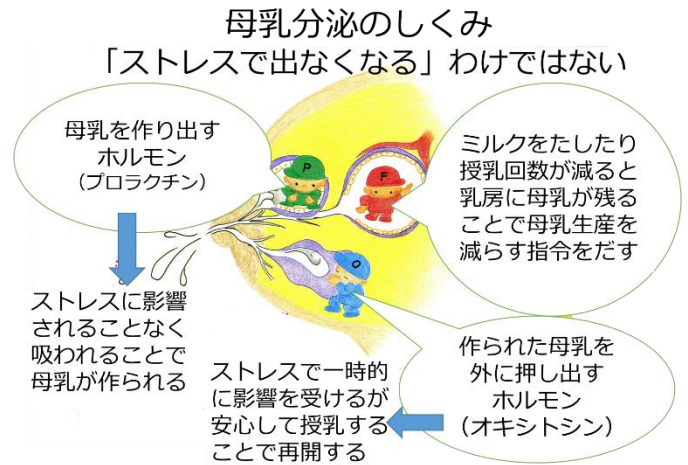 母乳分泌のしくみ
「ストレスで出なくなる」わけではない
母乳を作り出す
ホルモン
（プロラクチン）
ストレスに影響
されることなく
吸われることで
母乳が作られる
P
F
O
ミルクをたしたり
授乳回数が減ると
乳房に母乳が残る
ことで母乳生産を
減らす指令をだす
作られた母乳を
外に押し出す
ホルモン
（オキシトシン）
ストレスで一時的
に影響を受けるが
安心して授乳する
ことで再開する